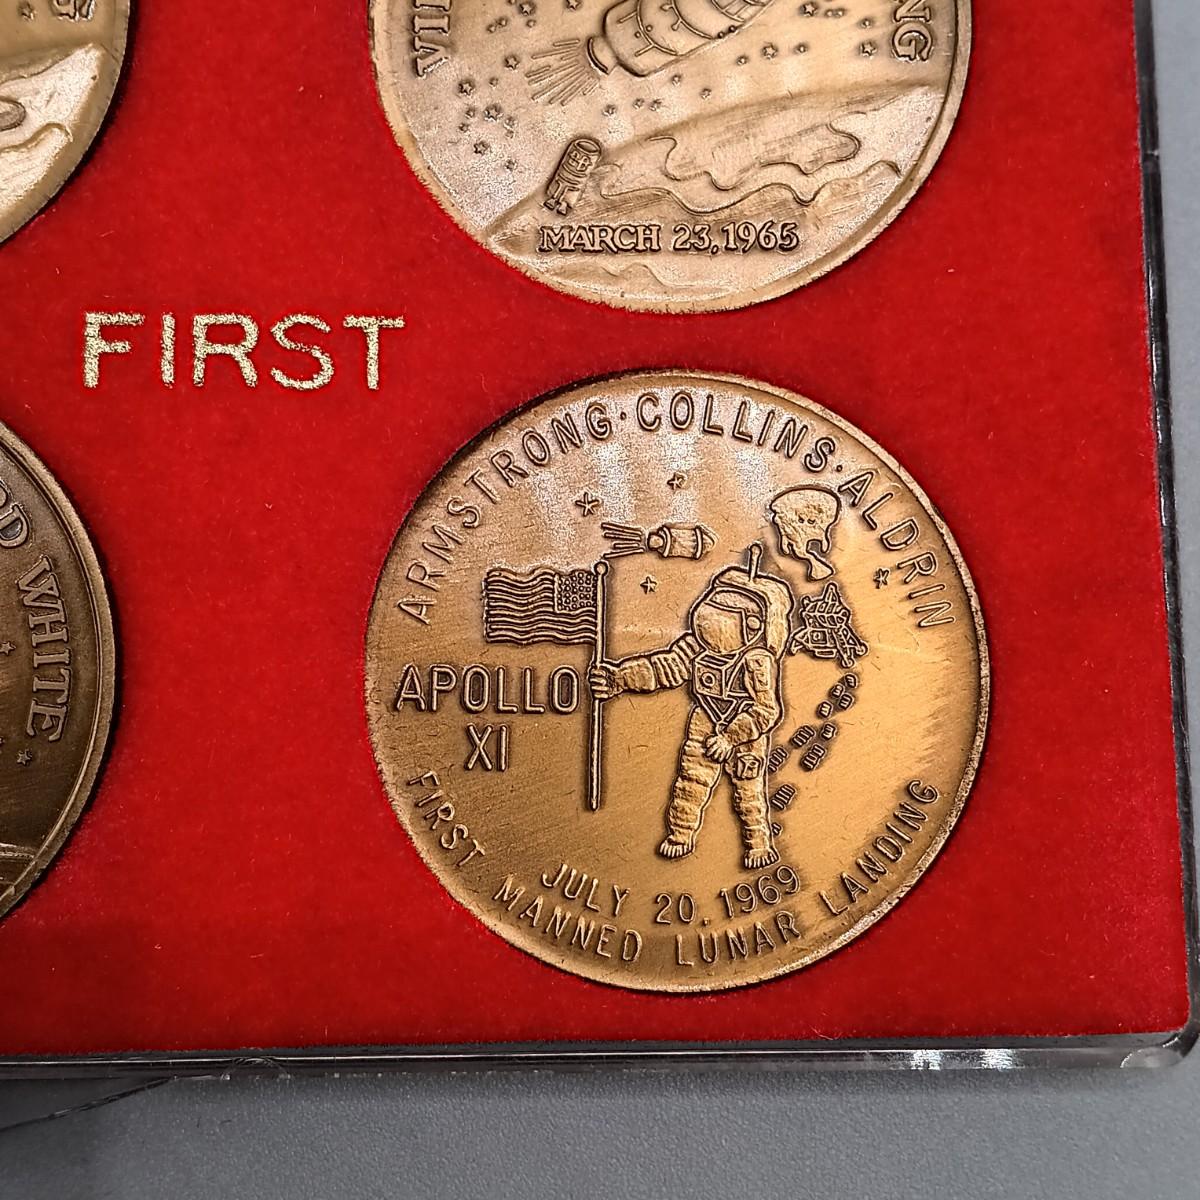 MARCH 23, 1965
FIRST
WHITE
ARMSTRONG · COLLINS · ALDRIN
APOLLO
XI
JULY 20, 1969
FIRST MANNED LUNAR LANDING